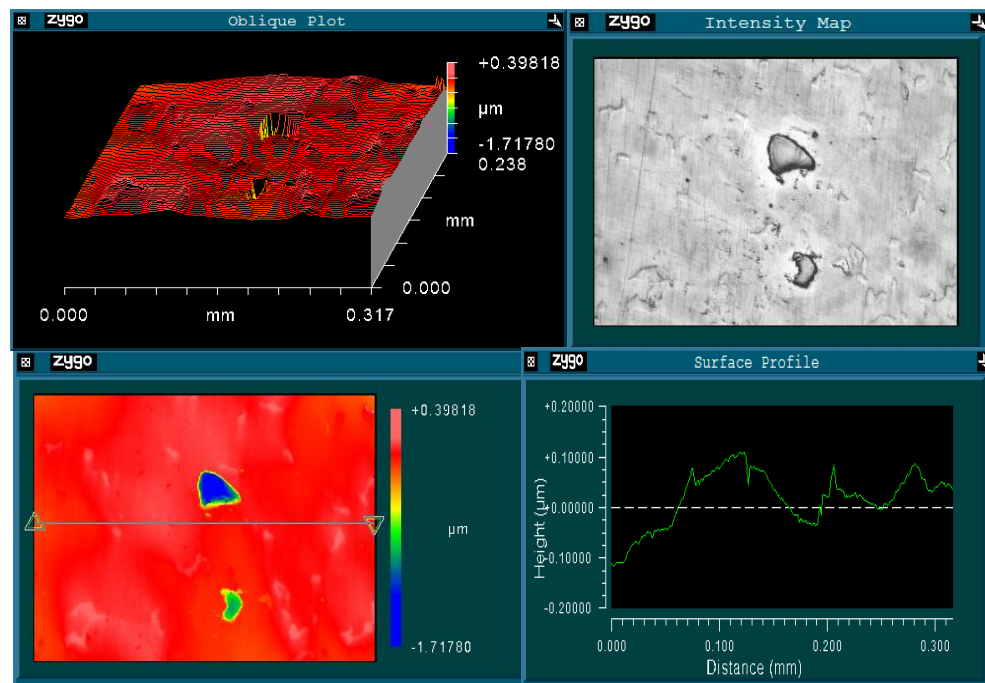 zygo
Oblique Plot
+0.39818
µm
-1.71780
0.238
mm
0.000
0.000
mm
0.317
zygo
Intensity Map
zygo
+0.39818
µm
-1.71780
zygo
Surface Profile
+0.20000
+0.10000
+0.00000
-0.10000
-0.20000
Height (µm)
0.000
0.100
0.200
0.300
Distance (mm)